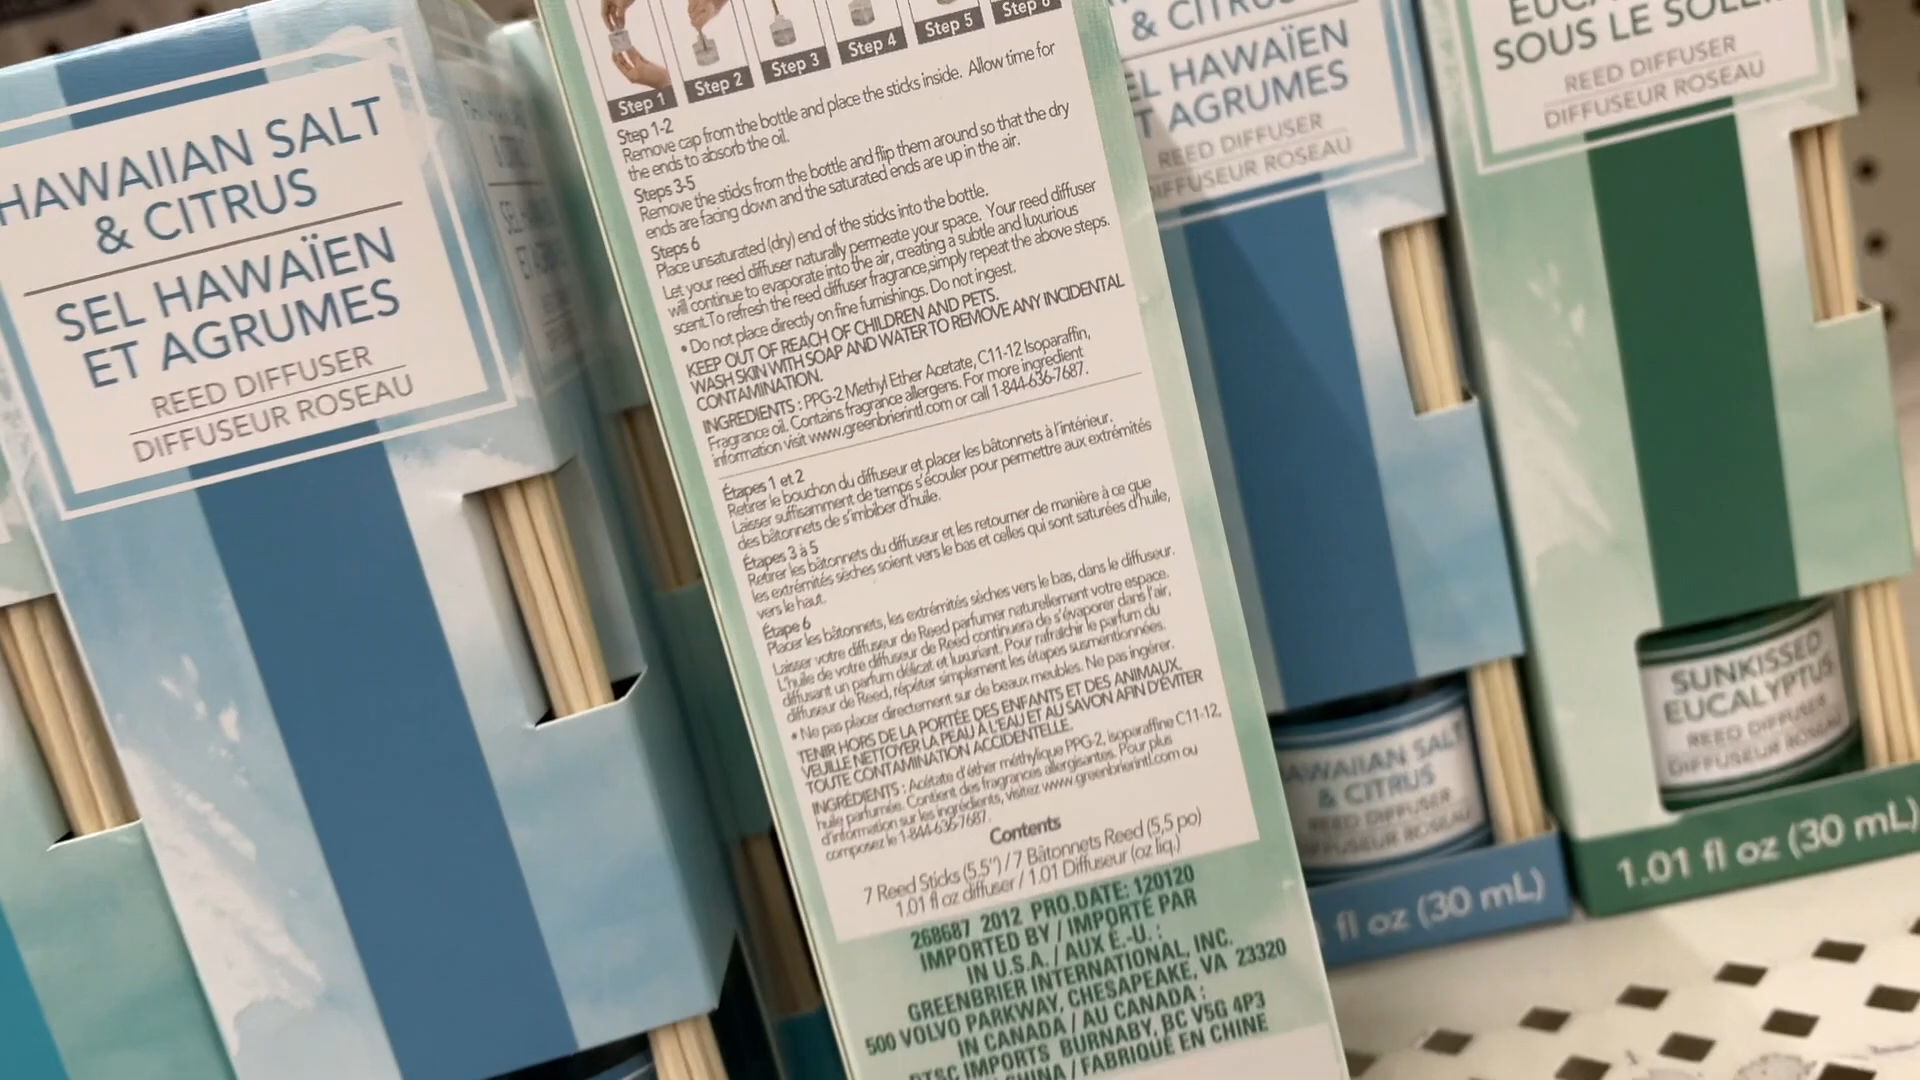 HAWAIIAN SALT
& CITRUS
SEL HAWAÏEN
ET AGRUMES
REED DIFFUSER
DIFFUSEUR ROSEAU
Step 1
Step 2
Step 3
Step 4
Step 5
Step 6
Step 1-2
Remove cap from the bottle and place the sticks inside. Allow time for
the ends to absorb the oil.
Steps 3-5
Remove the sticks from the bottle and flip them around so that the dry
ends are facing down and the saturated ends are up in the air.
Steps 6
Place unsaturated (dry) end of the sticks into the bottle.
Let your reed diffuser naturally permeate your space. Your reed diffuser
will continue to evaporate into the air, creating a subtle and luxurious
scent.To refresh the reed diffuser fragrance,simply repeat the above steps.
• Do not place directly on fine furnishings. Do not ingest.
KEEP OUT OF REACH OF CHILDREN AND PETS.
WASH SKIN WITH SOAP AND WATER TO REMOVE ANY INCIDENTAL
CONTAMINATION.
INGREDIENTS : PPG-2 Methyl Ether Acetate, C11-12 Isoparaffin,
Fragrance oil. Contains fragrance allergens. For more ingredient
information visit www.greenbrierintl.com or call 1-844-636-7687.
Étapes 1 et 2
Retirer le bouchon du diffuseur et placer les bâtonnets à l'intérieur.
Laisser suffisamment de temps s'écouler pour permettre aux extrémités
des bâtonnets de s'imbiber d'huile.
Étapes 3 à 5
Retirer les bâtonnets du diffuseur et les retourner de manière à ce que
les extrémités sèches soient vers le bas et celles qui sont saturées d'huile,
vers le haut.
Étape 6
Placer les bâtonnets, les extrémités sèches vers le bas, dans le diffuseur.
Laisser votre diffuseur de Reed parfumer naturellement votre espace.
L'huile de votre diffuseur de Reed continuera de s'évaporer dans l'air,
diffusant un parfum délicat et luxuriant. Pour rafraîchir le parfum du
diffuseur de Reed, répéter simplement les étapes susmentionnées.
• Ne pas placer directement sur de beaux meubles. Ne pas ingérer.
TENIR HORS DE LA PORTÉE DES ENFANTS ET DES ANIMAUX.
VEUILLE NETTOYER LA PEAU À L'EAU ET AU SAVON AFIN D'ÉVITER
TOUTE CONTAMINATION ACCIDENTELLE.
INGRÉDIENTS : Acétate d'éther méthylique PPG-2, Isoparaffine C11-12,
huile parfumée. Contient des fragrances allergisantes. Pour plus
d'information sur les ingrédients, visitez www.greenbrierintl.com ou
composez le 1-844-636-7687.
Contents
7 Reed Sticks (5,5") / 7 Bâtonnets Reed (5,5 po)
1.01 fl oz diffuser / 1.01 Diffuseur (oz liq.)
268687 2012 PRO.DATE: 120120
IMPORTED BY / IMPORTÉ PAR
IN U.S.A. / AUX É.-U. :
GREENBRIER INTERNATIONAL, INC.
500 VOLVO PARKWAY, CHESAPEAKE, VA 23320
IN CANADA / AU CANADA :
DTSC IMPORTS BURNABY, BC V5G 4P3
CHINA / FABRIQUÉ EN CHINE
& CITRUS
SEL HAWAÏEN
ET AGRUMES
REED DIFFUSER
DIFFUSEUR ROSEAU
HAWAIIAN SALT
& CITRUS
REED DIFFUSER
DIFFUSEUR ROSEAU
fl oz (30 mL)
SOUS LE SOLEIL
REED DIFFUSER
DIFFUSEUR ROSEAU
SUNKISSED
EUCALYPTUS
REED DIFFUSER
DIFFUSEUR ROSEAU
1.01 fl oz (30 mL)